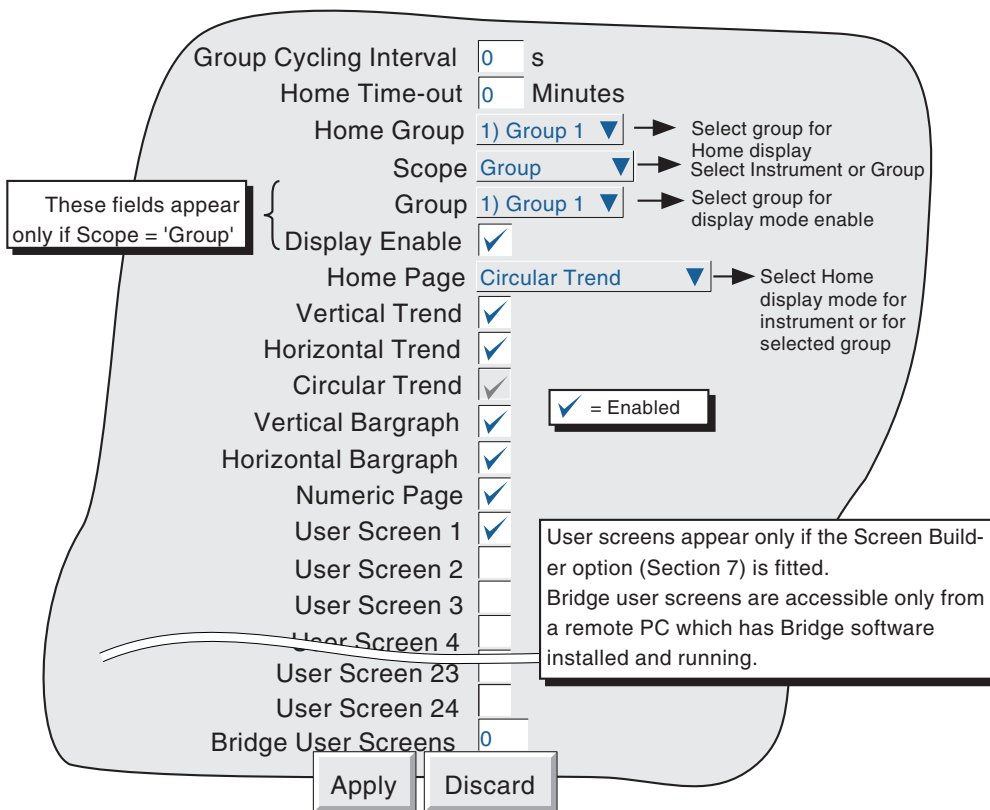 Group Cycling Interval 0 s
Home Time-out 0 Minutes
Home Group 1) Group 1 Select group for
Home display
Scope Group Select Instrument or Group
These fields appear
only if Scope = 'Group'
Group 1) Group 1 Select group for
display mode enable
Display Enable
Home Page Circular Trend Select Home
display mode for
instrument or for
selected group
Vertical Trend
Horizontal Trend
Circular Trend
= Enabled
Vertical Bargraph
Horizontal Bargraph
Numeric Page
User Screen 1
User Screen 2
User Screen 3
User Screen 4
User Screen 23
User Screen 24
Bridge User Screens 0
User screens appear only if the Screen Build-
er option (Section 7) is fitted.
Bridge user screens are accessible only from
a remote PC which has Bridge software
installed and running.
Apply Discard